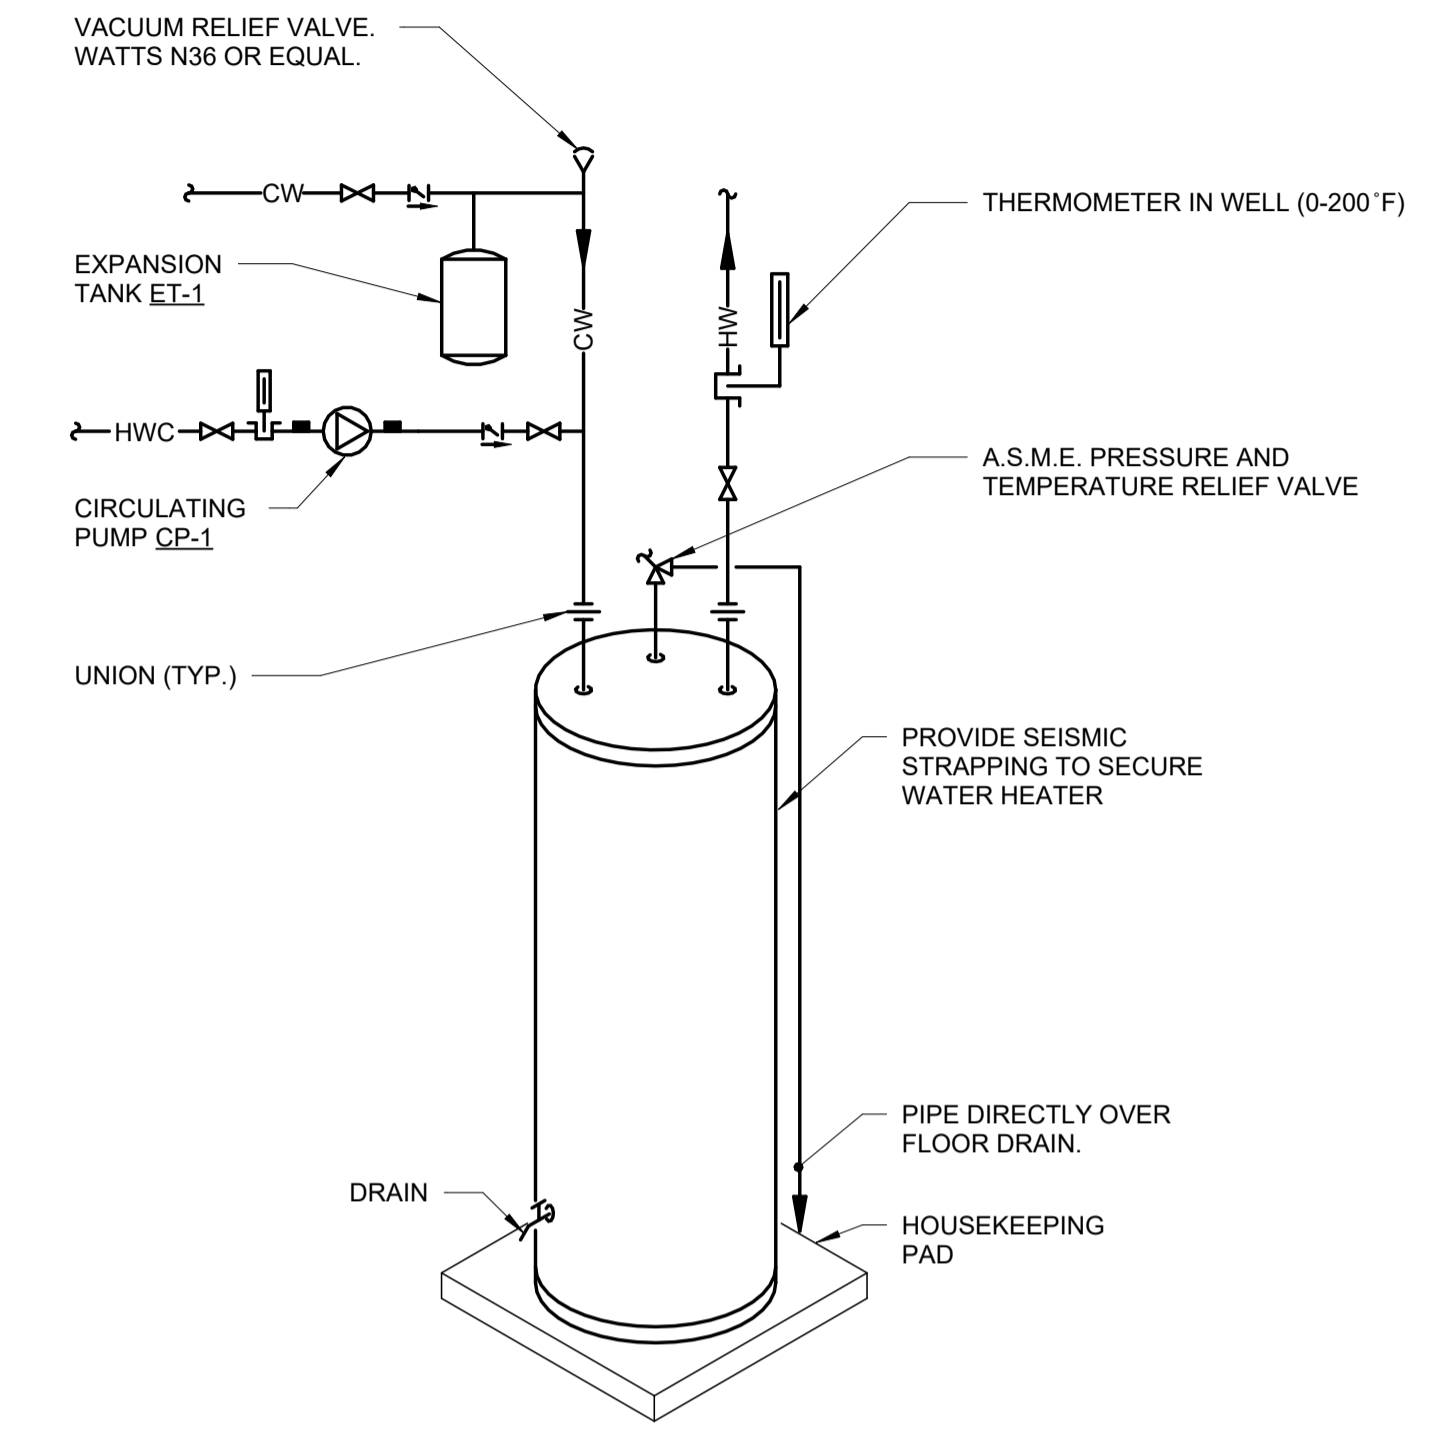 VACUUM RELIEF VALVE.
WATTS N36 OR EQUAL.
CW
THERMOMETER IN WELL (0-200°F)
EXPANSION
TANK ET-1
CW
HW
HWC
A.S.M.E. PRESSURE AND
TEMPERATURE RELIEF VALVE
CIRCULATING
PUMP CP-1
UNION (TYP.)
PROVIDE SEISMIC
STRAPPING TO SECURE
WATER HEATER
PIPE DIRECTLY OVER
FLOOR DRAIN.
DRAIN
HOUSEKEEPING
PAD